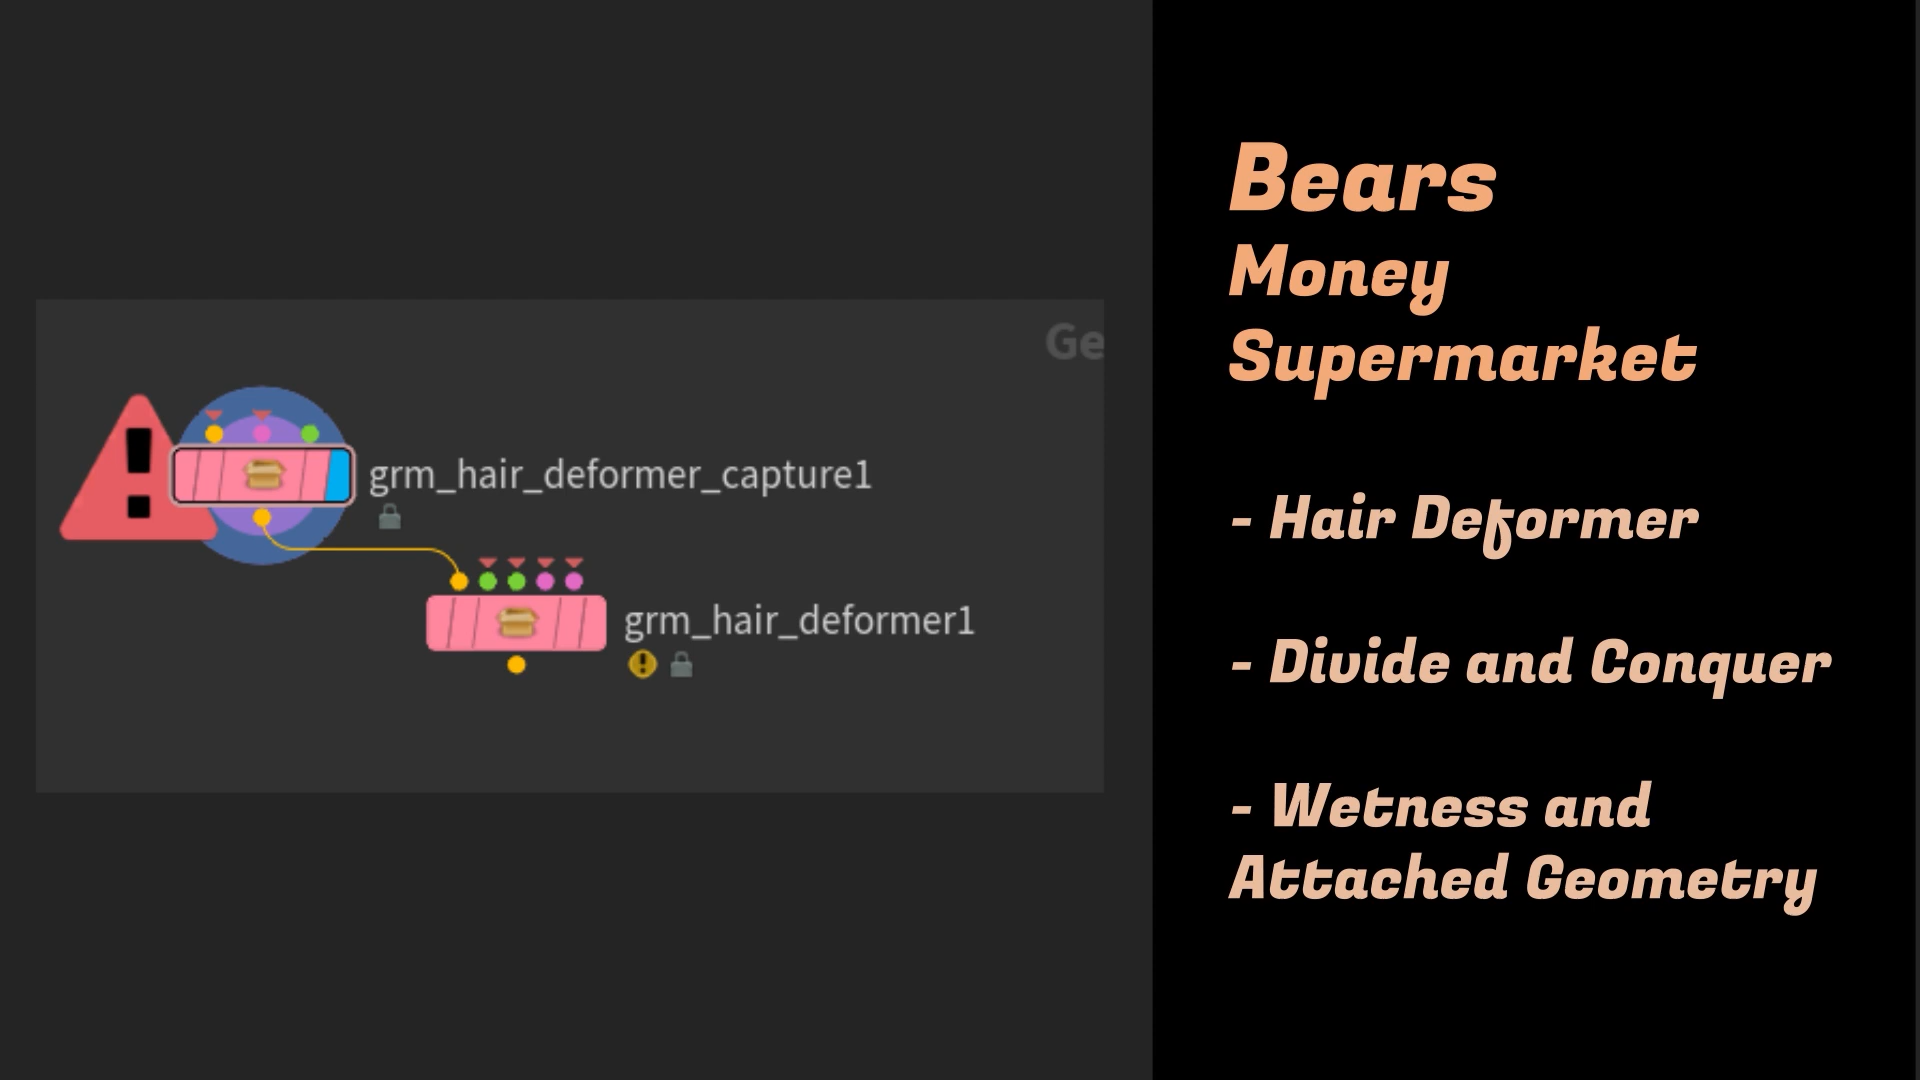 Ge
grm_hair_deformer_capture1
grm_hair_deformer1
Bears
Money
Supermarket
- Hair Deformer
- Divide and Conquer
- Wetness and
Attached Geometry